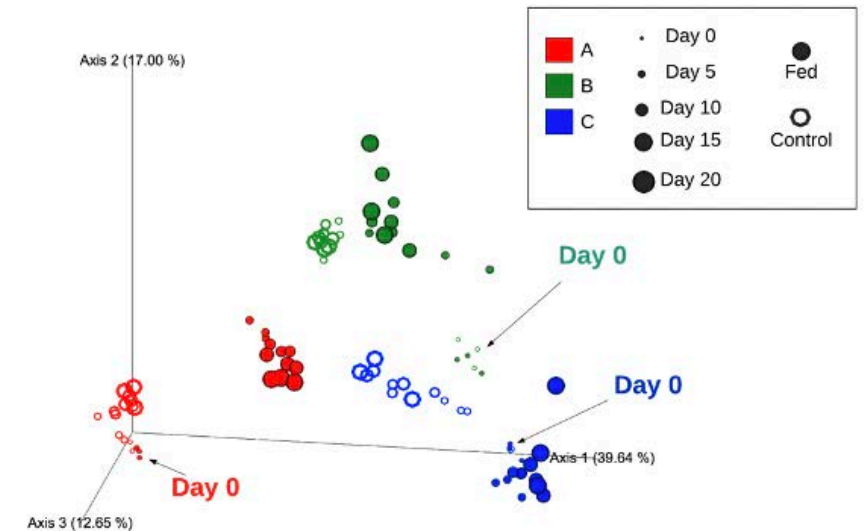 Axis 2 (17.00 %)
A
B
C
Day 0
Day 5
Day 10
Day 15
Day 20
Fed
Control
Day 0
Day 0
Axis 1 (39.64 %)
Day 0
Axis 3 (12.65 %)